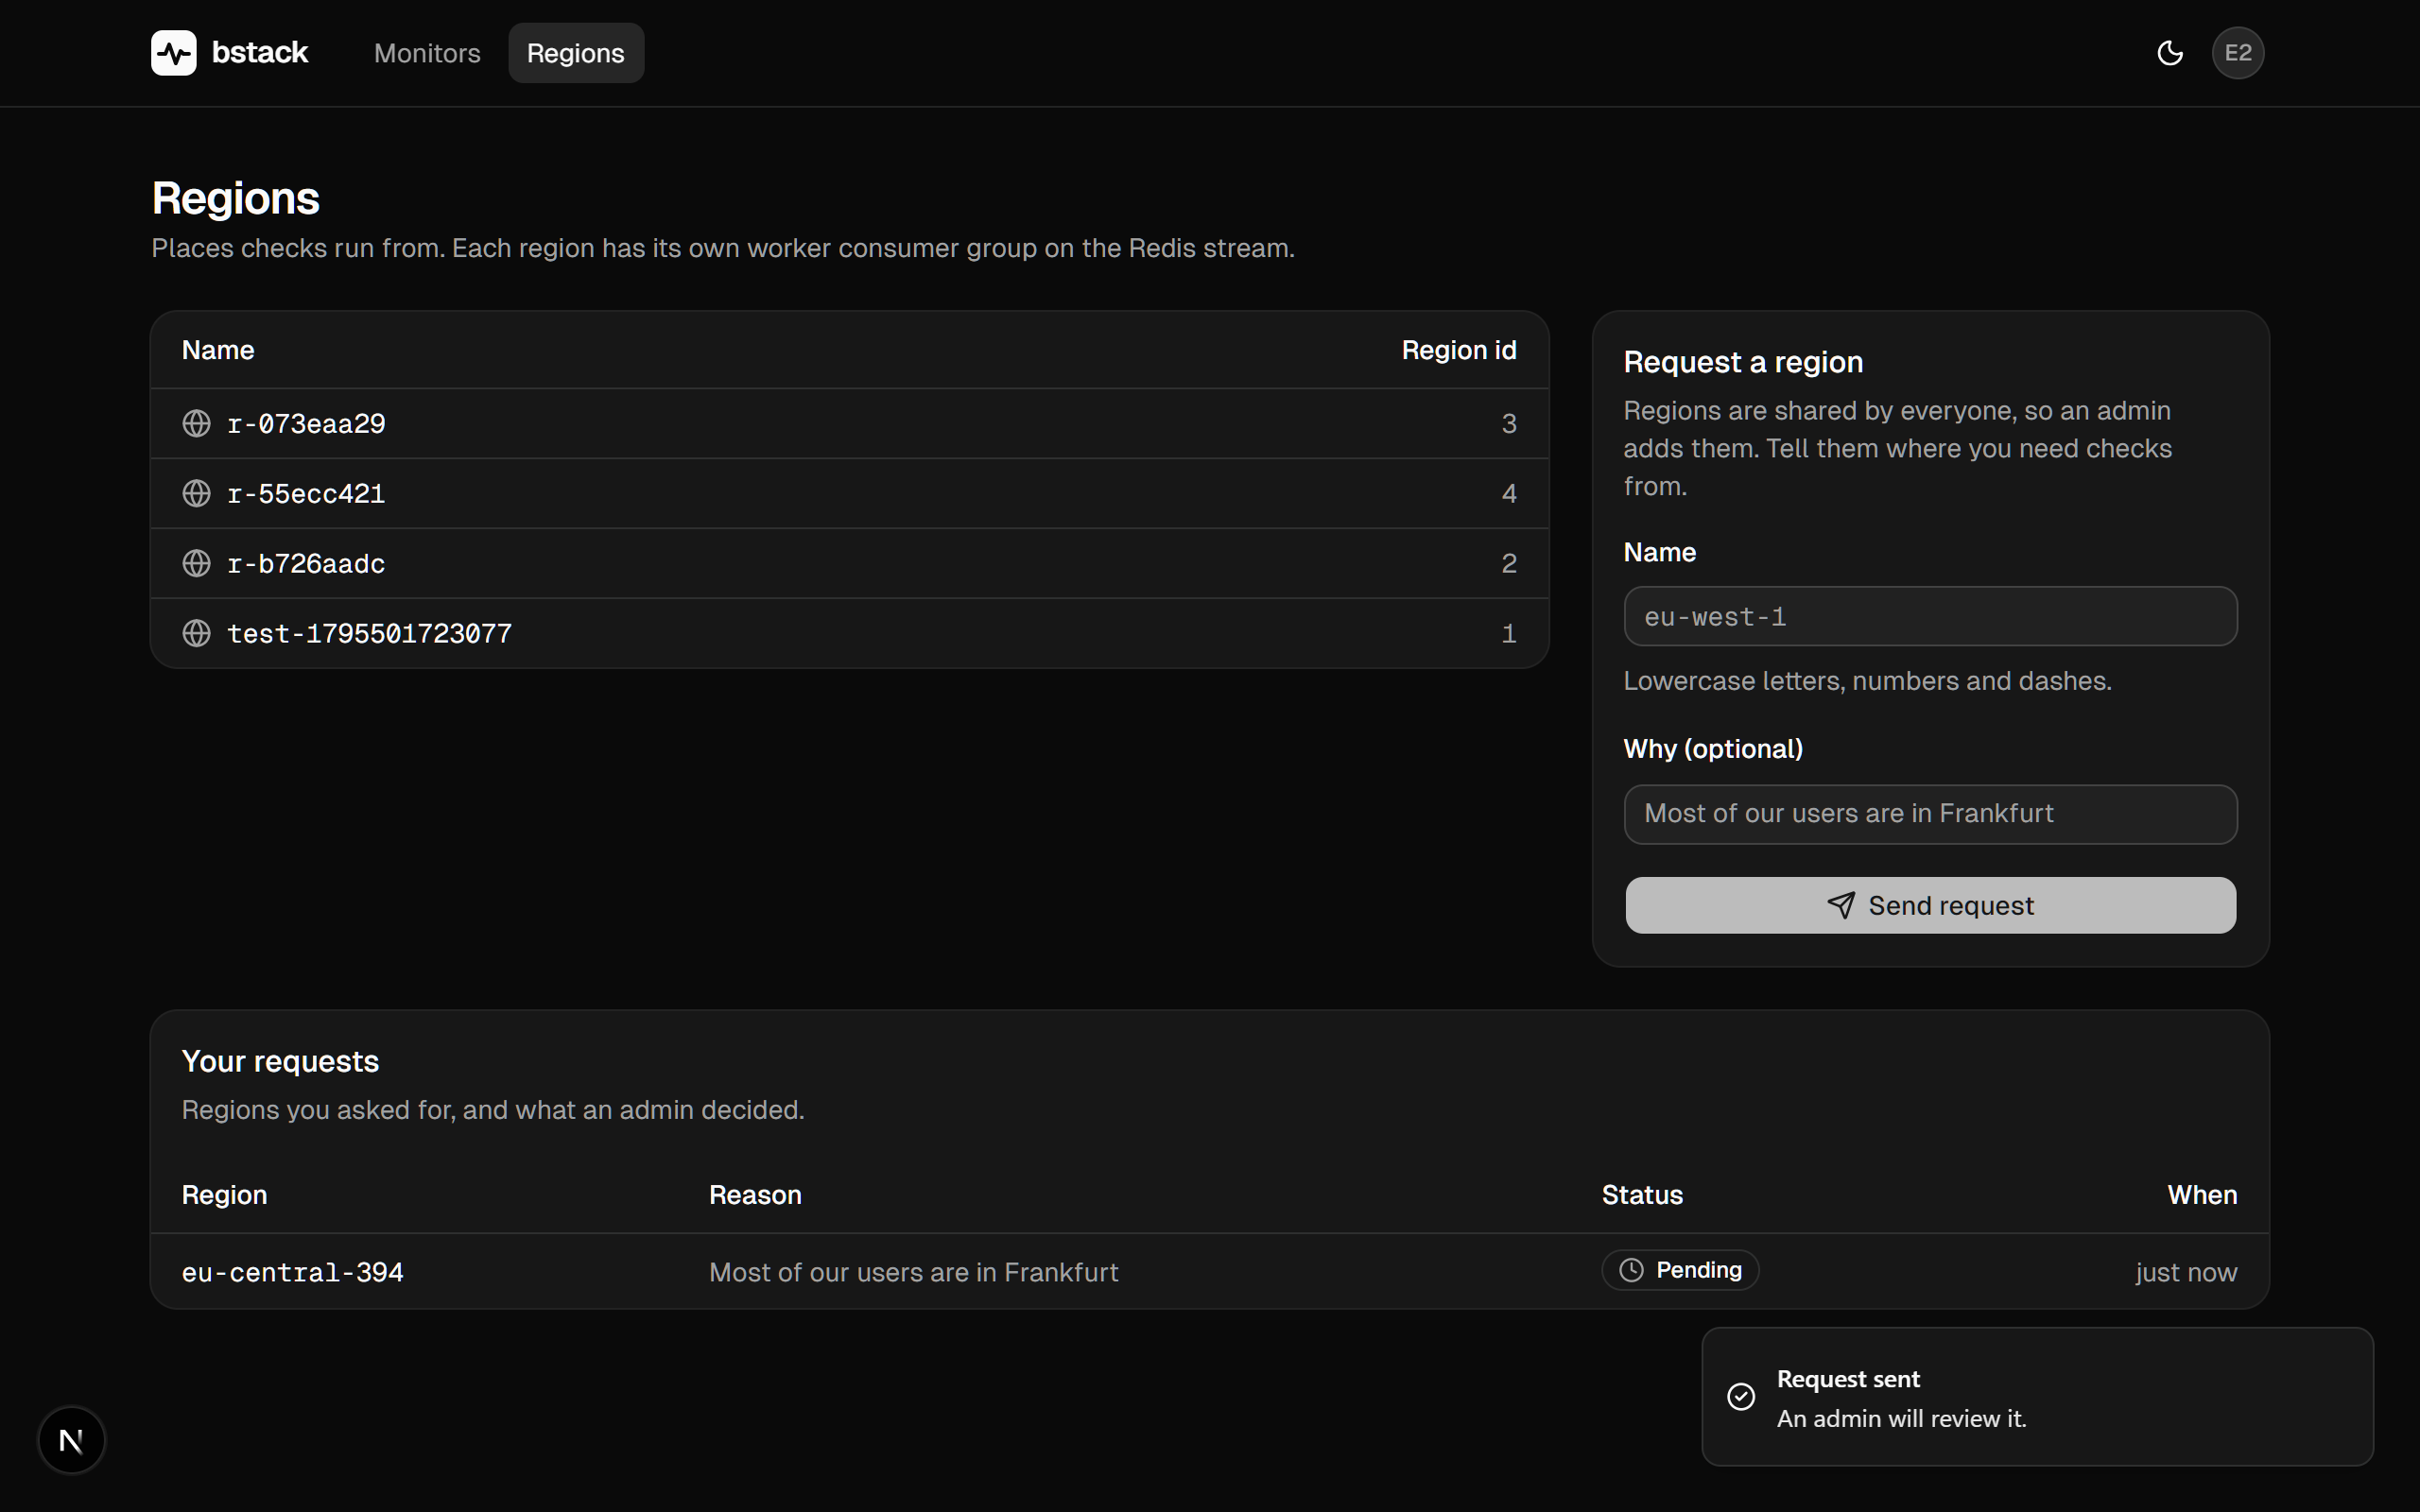 bstack
Monitors
Regions
E2
Regions
Places checks run from. Each region has its own worker consumer group on the Redis stream.
Name Region id
r-073eaa29 3
r-55ecc421 4
r-b726aadc 2
test-1795501723077 1
Request a region
Regions are shared by everyone, so an admin
adds them. Tell them where you need checks
from.
Name
eu-west-1
Lowercase letters, numbers and dashes.
Why (optional)
Most of our users are in Frankfurt
Send request
Your requests
Regions you asked for, and what an admin decided.
Region Reason Status When
eu-central-394 Most of our users are in Frankfurt Pending just now
Request sent
An admin will review it.
N